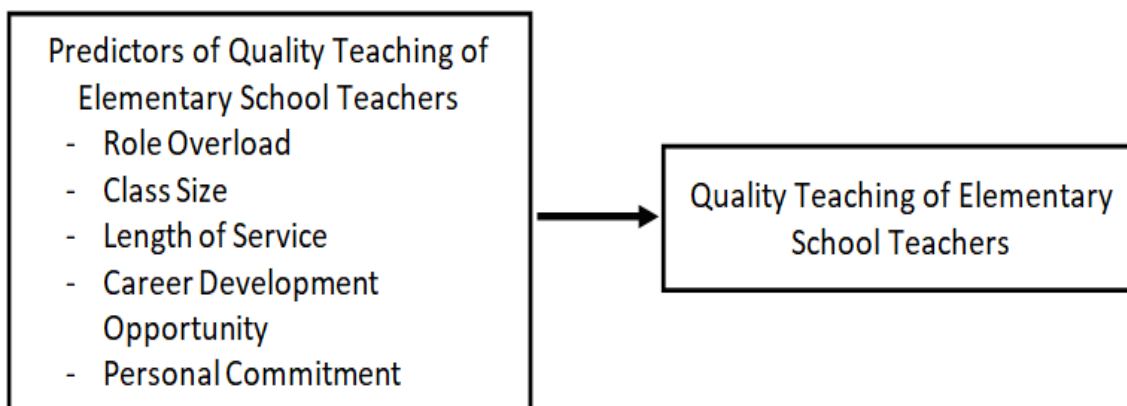 Predictors of Quality Teaching of
Elementary School Teachers
- Role Overload
- Class Size
- Length of Service
- Career Development
Opportunity
- Personal Commitment
Quality Teaching of Elementary
School Teachers